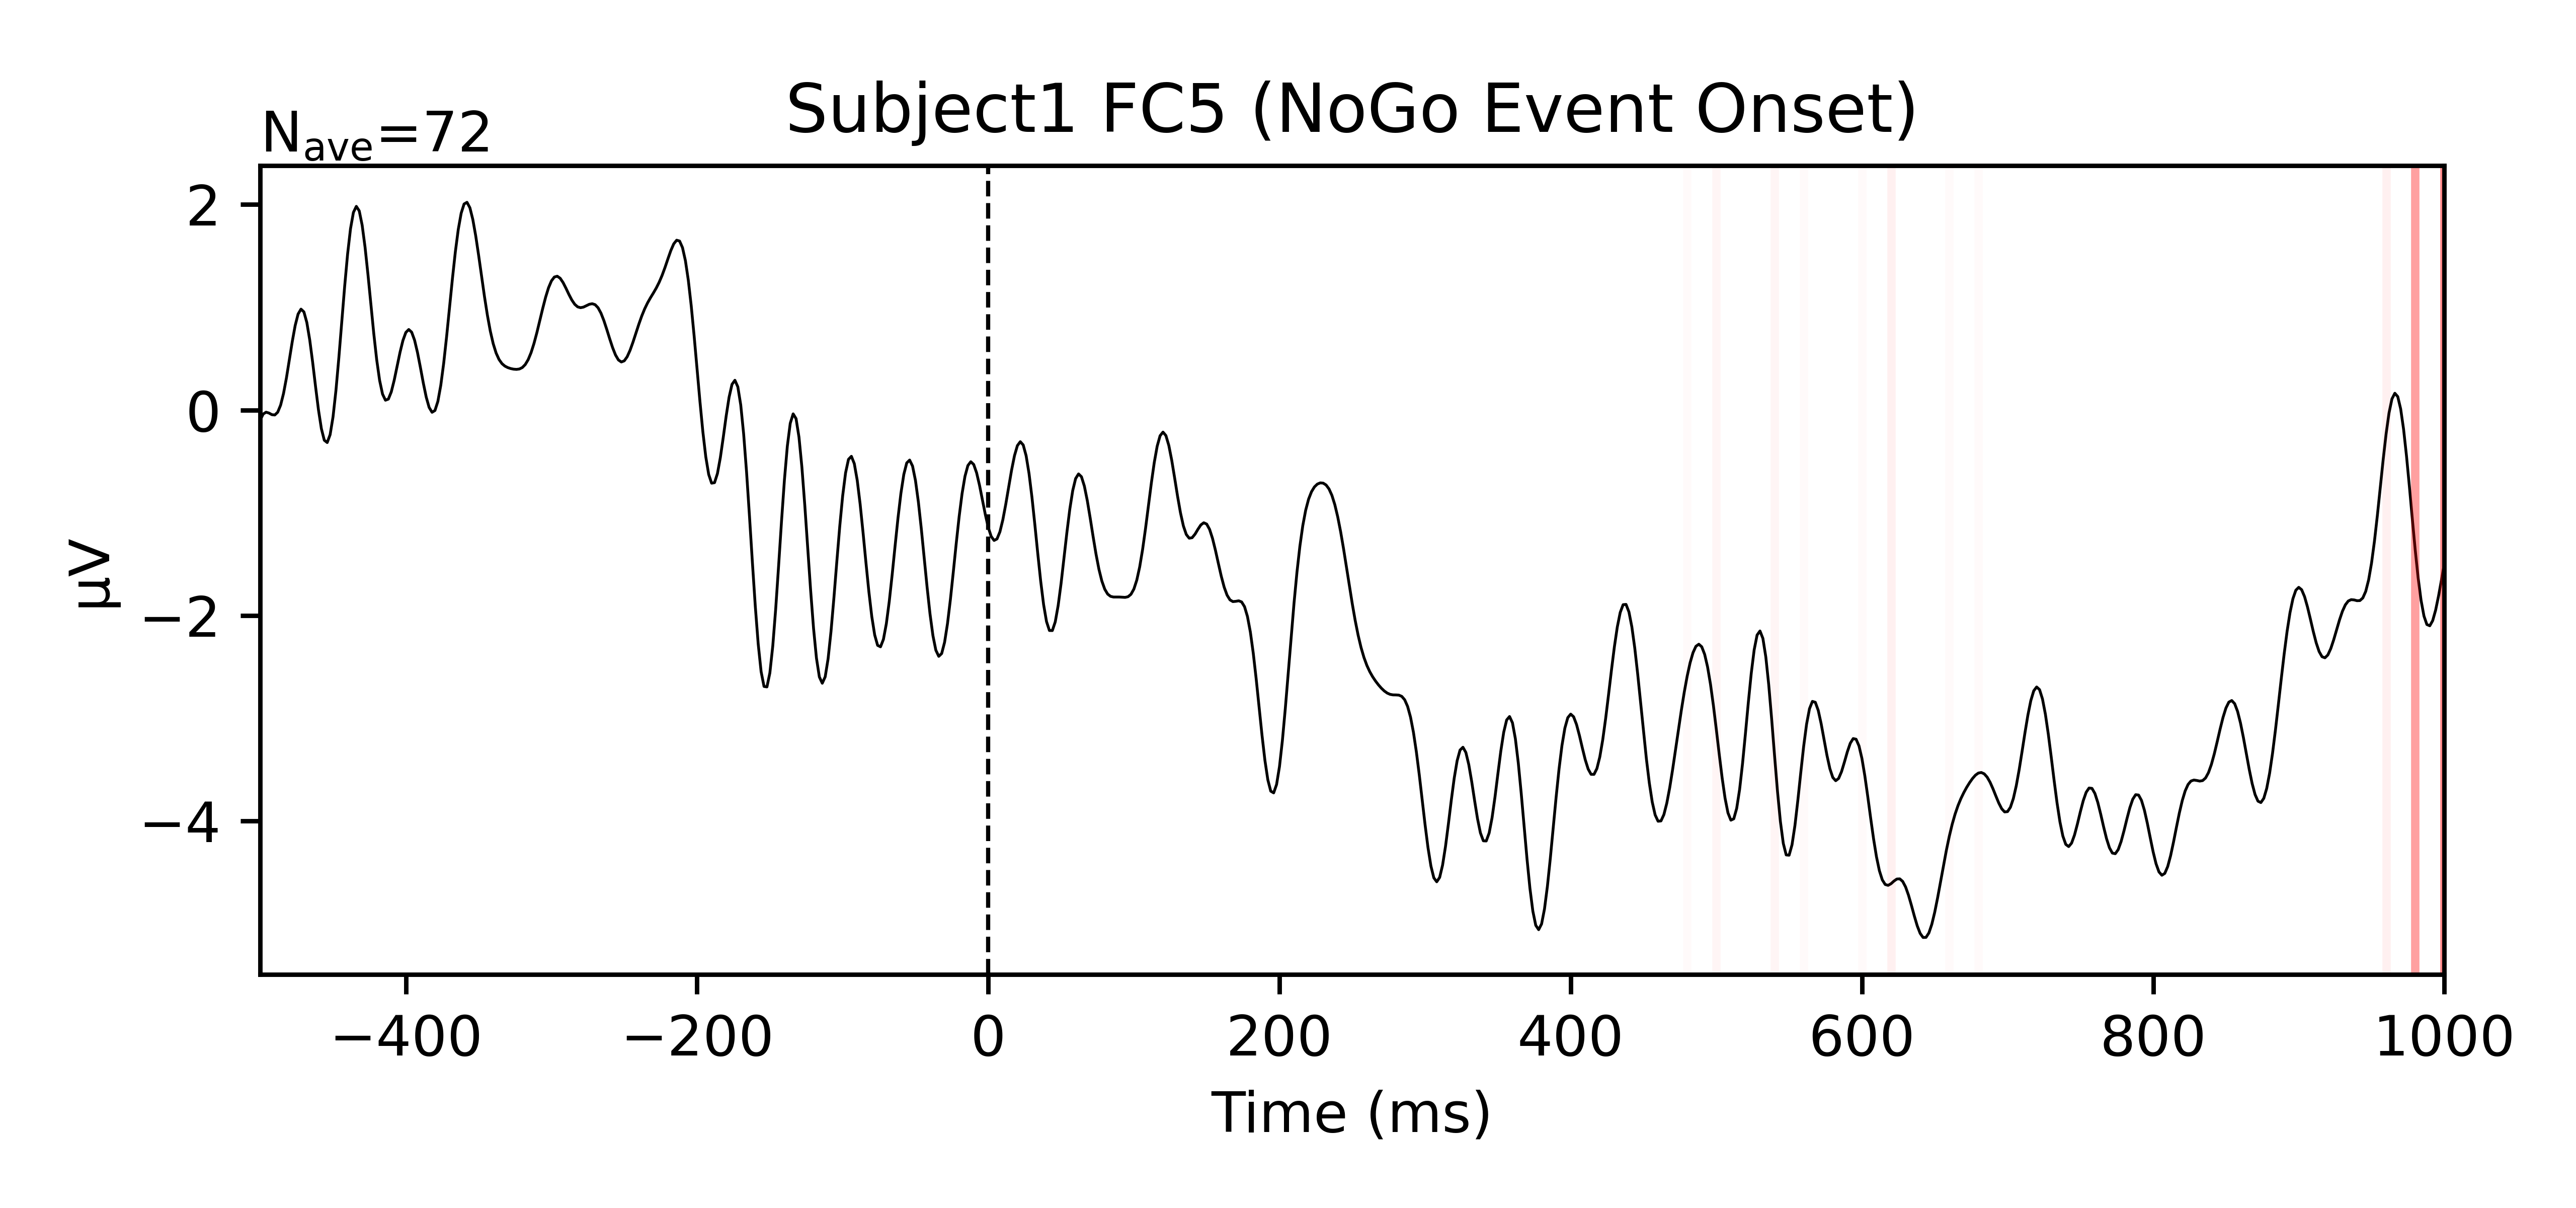 Subject1 FC5 (NoGo Event Onset)
Nave=72
2
0
−2
−4
µV
−400 −200 0 200 400 600 800 1000
Time (ms)